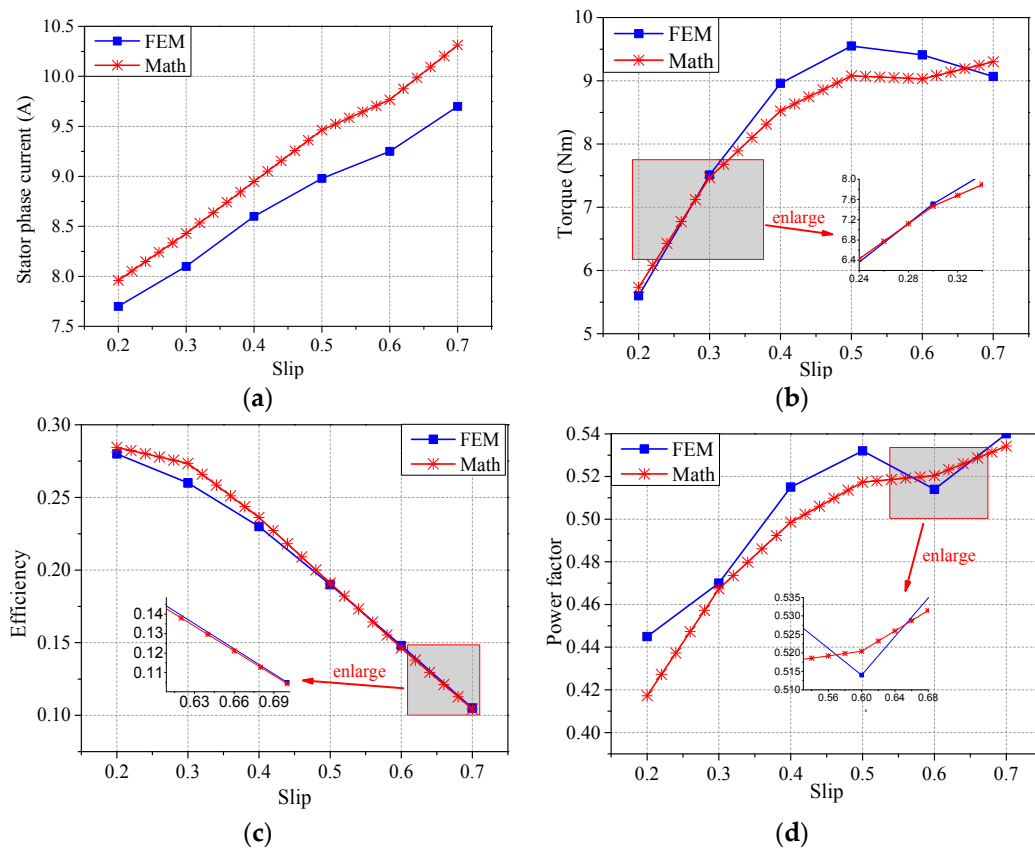 FEM
Math
Stator phase current (A)
10.5
10.0
9.5
9.0
8.5
8.0
7.5
0.2 0.3 0.4 0.5 0.6 0.7
Slip
(a)
FEM
Math
Torque (Nm)
10
9
8
7
6
5
enlarge
8.0
7.6
7.2
6.8
6.4
0.24 0.28 0.32
0.2 0.3 0.4 0.5 0.6 0.7
Slip
(b)
FEM
Math
Efficiency
0.30
0.25
0.20
0.15
0.10
enlarge
0.14
0.13
0.12
0.11
0.63 0.66 0.69
0.2 0.3 0.4 0.5 0.6 0.7
Slip
(c)
FEM
Math
Power factor
0.54
0.52
0.50
0.48
0.46
0.44
0.42
0.40
enlarge
0.535
0.530
0.525
0.520
0.515
0.510
0.56 0.60 0.64 0.68
0.2 0.3 0.4 0.5 0.6 0.7
Slip
(d)